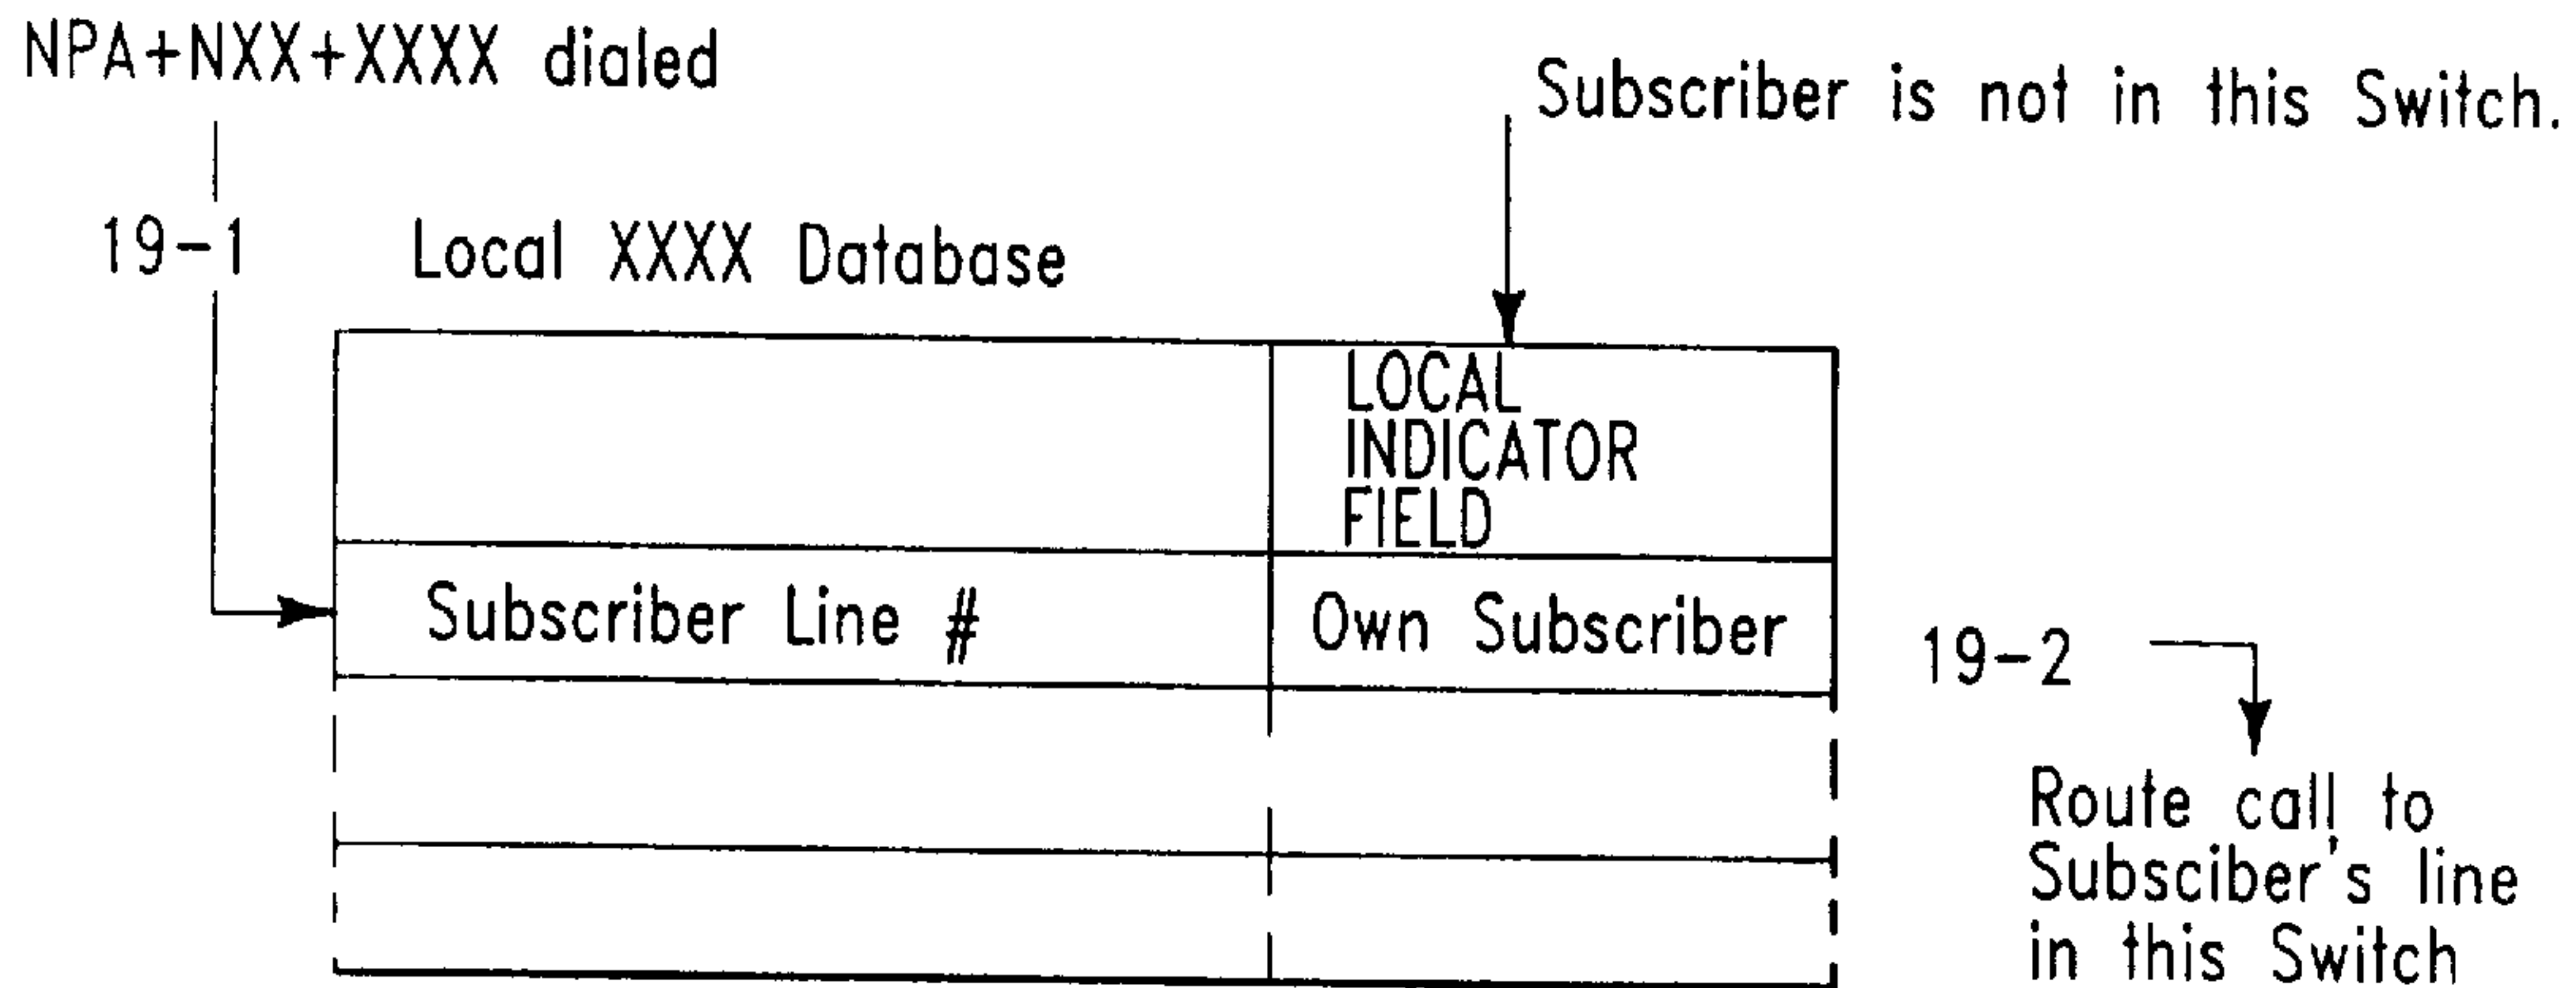 NPA+NXX+XXXX dialed
Subscriber is not in this Switch.
19-1
Local XXXX Database
LOCAL
INDICATOR
FIELD
Subscriber Line #
Own Subscriber
19-2
Route call to
Subsciber's line
in this Switch